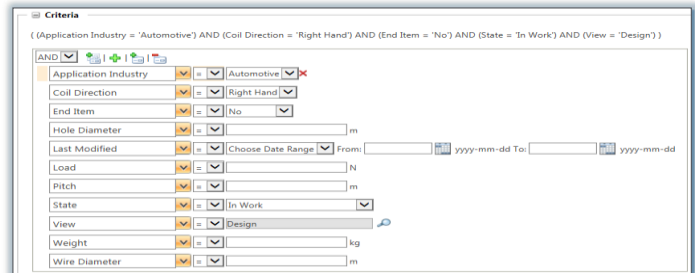 Criteria
( (Application Industry = 'Automotive') AND (Coil Direction = 'Right Hand') AND (End Item = 'No') AND (State = 'In Work') AND (View = 'Design') )
AND
Application Industry = Automotive
Coil Direction = Right Hand
End Item = No
Hole Diameter = m
Last Modified = Choose Date Range From: yyyy-mm-dd To: yyyy-mm-dd
Load = N
Pitch = m
State = In Work
View = Design
Weight = kg
Wire Diameter = m